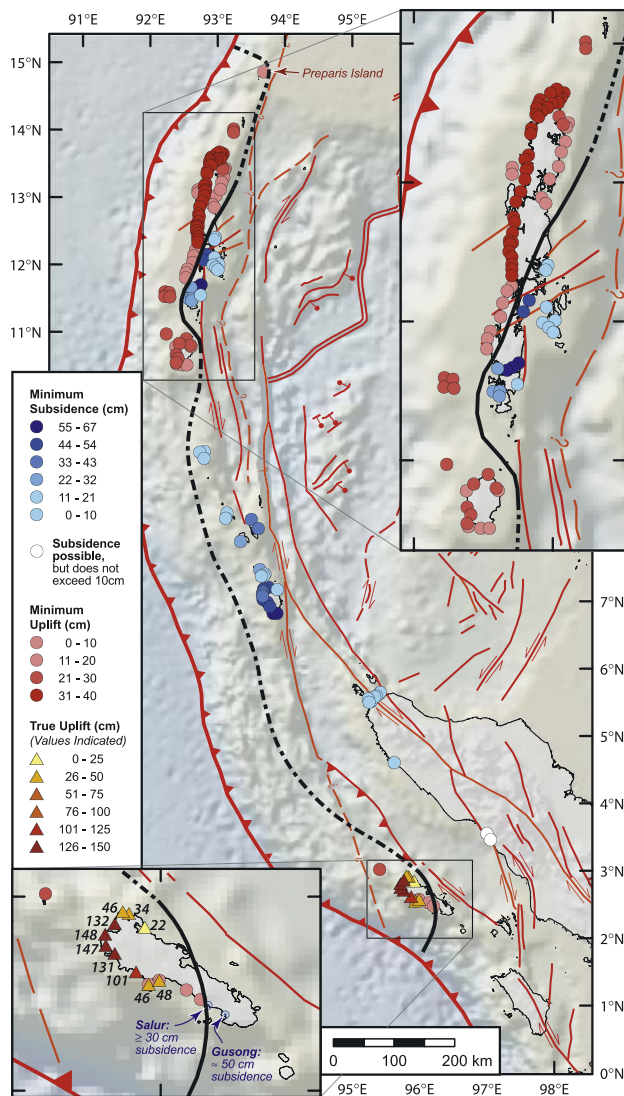 92°E 93°E 94°E 95°E
15°N
14°N
13°N
12°N
11°N
Preparis Island
?
?
?
?
?
?
Minimum
Subsidence (cm)
55 - 67
44 - 54
33 - 43
22 - 32
11 - 21
0 - 10
Subsidence
possible,
but does not
exceed 10cm
Minimum
Uplift (cm)
0 - 10
11 - 20
21 - 30
31 - 40
True Uplift (cm)
(Values Indicated)
0 - 25
26 - 50
51 - 75
76 - 100
101 - 125
126 - 150
7°N
6°N
5°N
4°N
3°N
2°N
1°N
0°N
46 34
132 22
148
147
131
101
46 48
Salur:
≥ 30 cm
subsidence
Gusong:
≈ 50 cm
subsidence
0 100 200 km
95°E 96°E 97°E 98°E